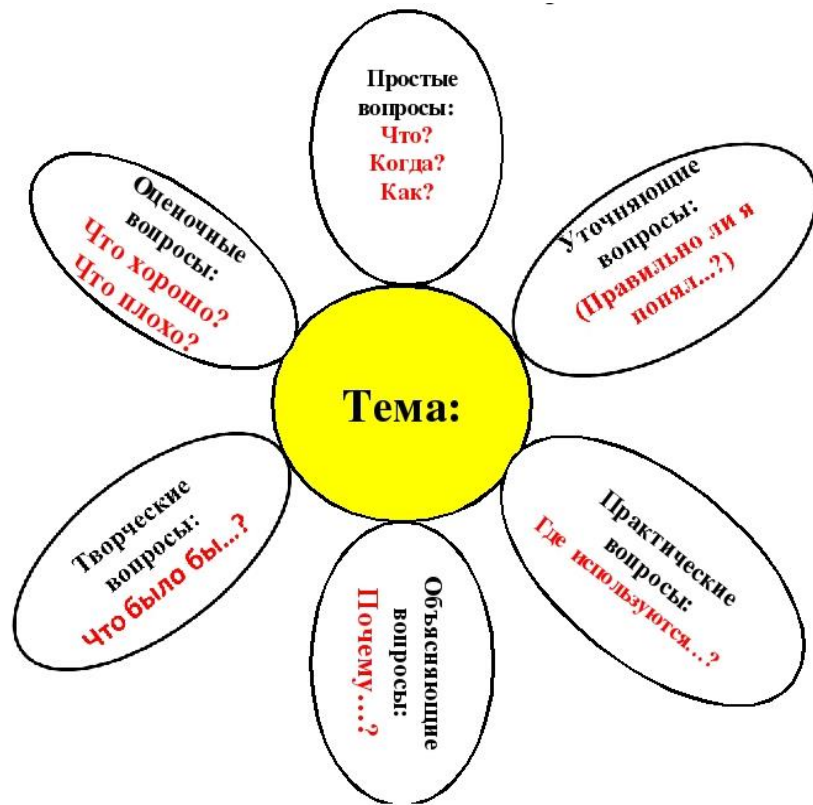 Простые
вопросы:
Что?
Когда?
Как?
Уточняющие
вопросы:
(Правильно ли я
понял...?)
Практические
вопросы:
Где используются...?
Объясняющие
вопросы:
Почему...?
Творческие
вопросы:
Что было бы...?
Оценочные
вопросы:
Что хорошо?
Что плохо?
Тема: